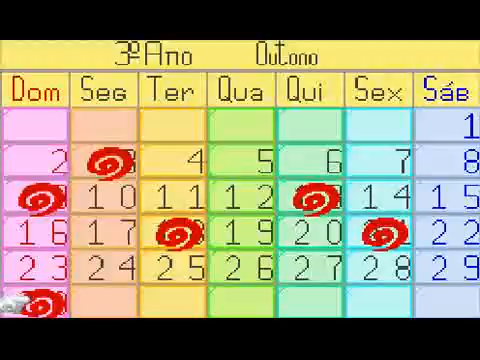 3º Ano Outono
Dom Seg Ter Qua Qui Sex Sáb
1
2 4 5 6 7 8
10 11 12 14 15
16 17 19 20 22
23 24 25 26 27 28 29